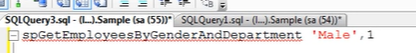 SQLQuery3.sql - (l...).Sample (sa (55))* SQLQuery1.sql - (l...).Sample (sa (54))*
spGetEmployeesByGenderAndDepartment 'Male',1